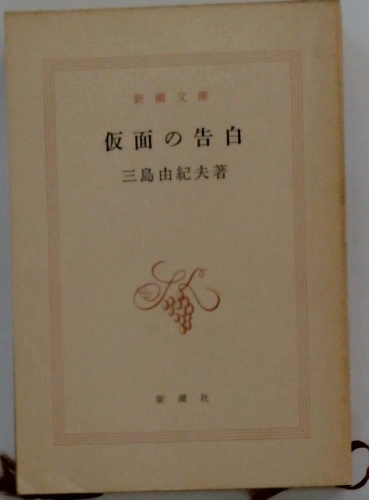 新潮文庫
仮面の告白
三島由紀夫著
新潮社